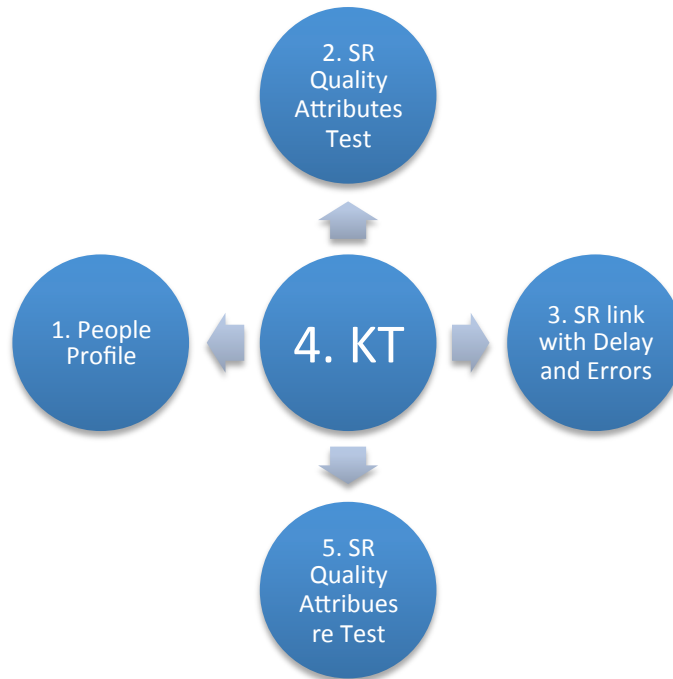 2. SR
Quality
Attributes
Test
1. People
Profile
4. KT
3. SR link
with Delay
and Errors
5. SR
Quality
Attribues
re Test